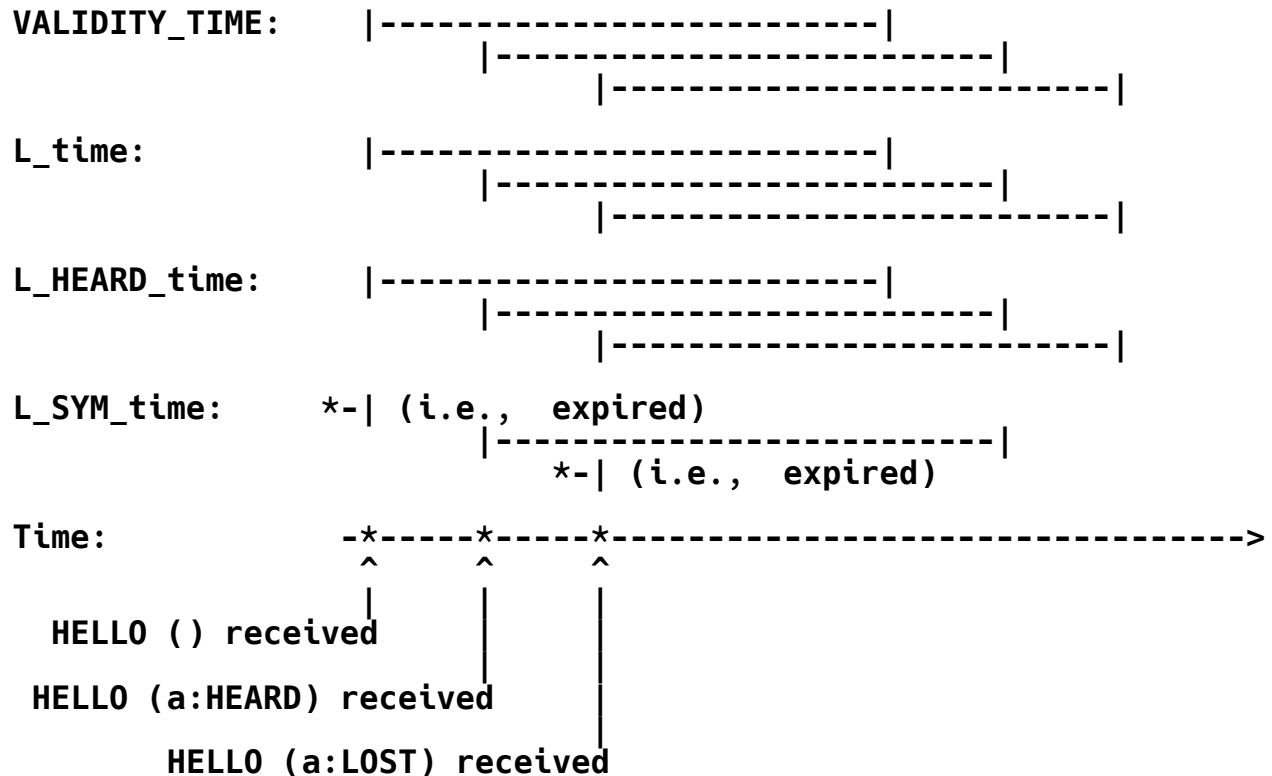 VALIDITY_TIME:    |--------------------------|
                        |--------------------------|
                              |--------------------------|
L_time:           |--------------------------|
                        |--------------------------|
                              |--------------------------|
L_HEARD_time:     |--------------------------|
                        |--------------------------|
                              |--------------------------|
L_SYM_time:     *-| (i.e.,  expired)
                        |--------------------------|
                            *-| (i.e.,  expired)
Time:            -*-----*-----*--------------------------------->
                  ^     ^     ^
                  |     |     |
  HELLO () received     |     |
                        |     |
 HELLO (a:HEARD) received     |
                              |
        HELLO (a:LOST) received